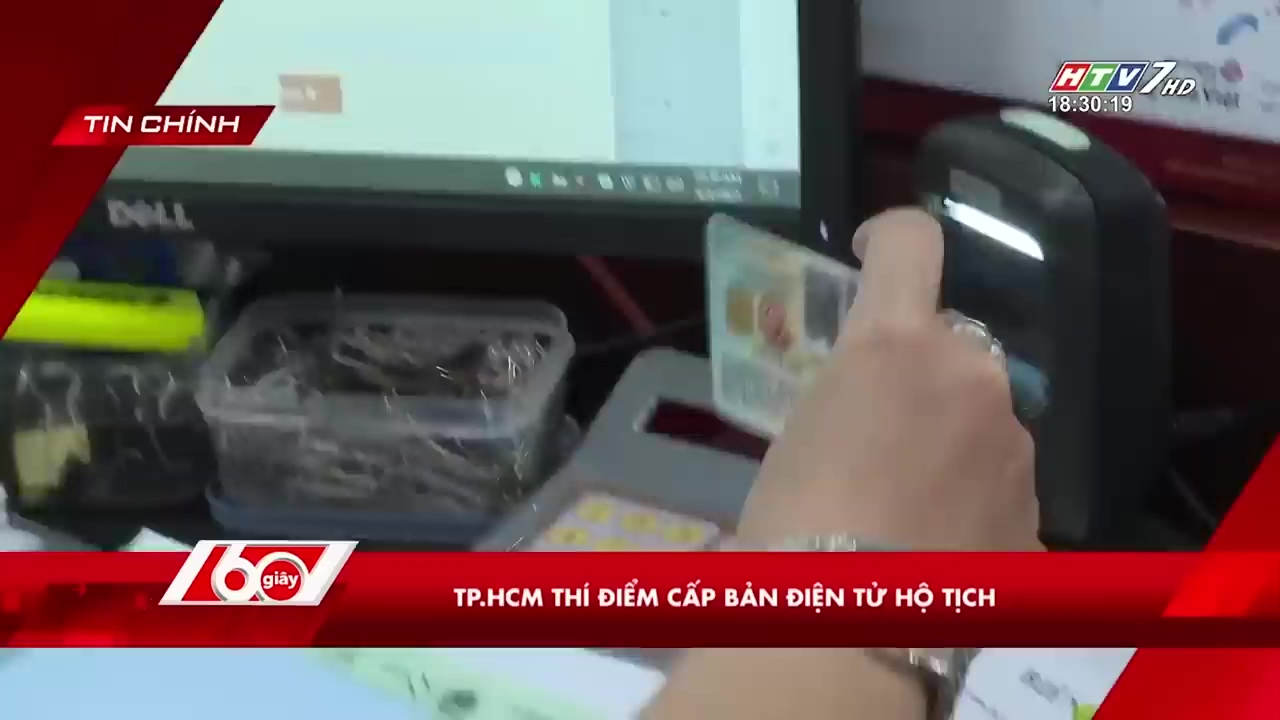 HTV7 HD
18:30:19
TIN CHÍNH
DELL
60 giây
TP.HCM THÍ ĐIỂM CẤP BẢN ĐIỆN TỬ HỘ TỊCH